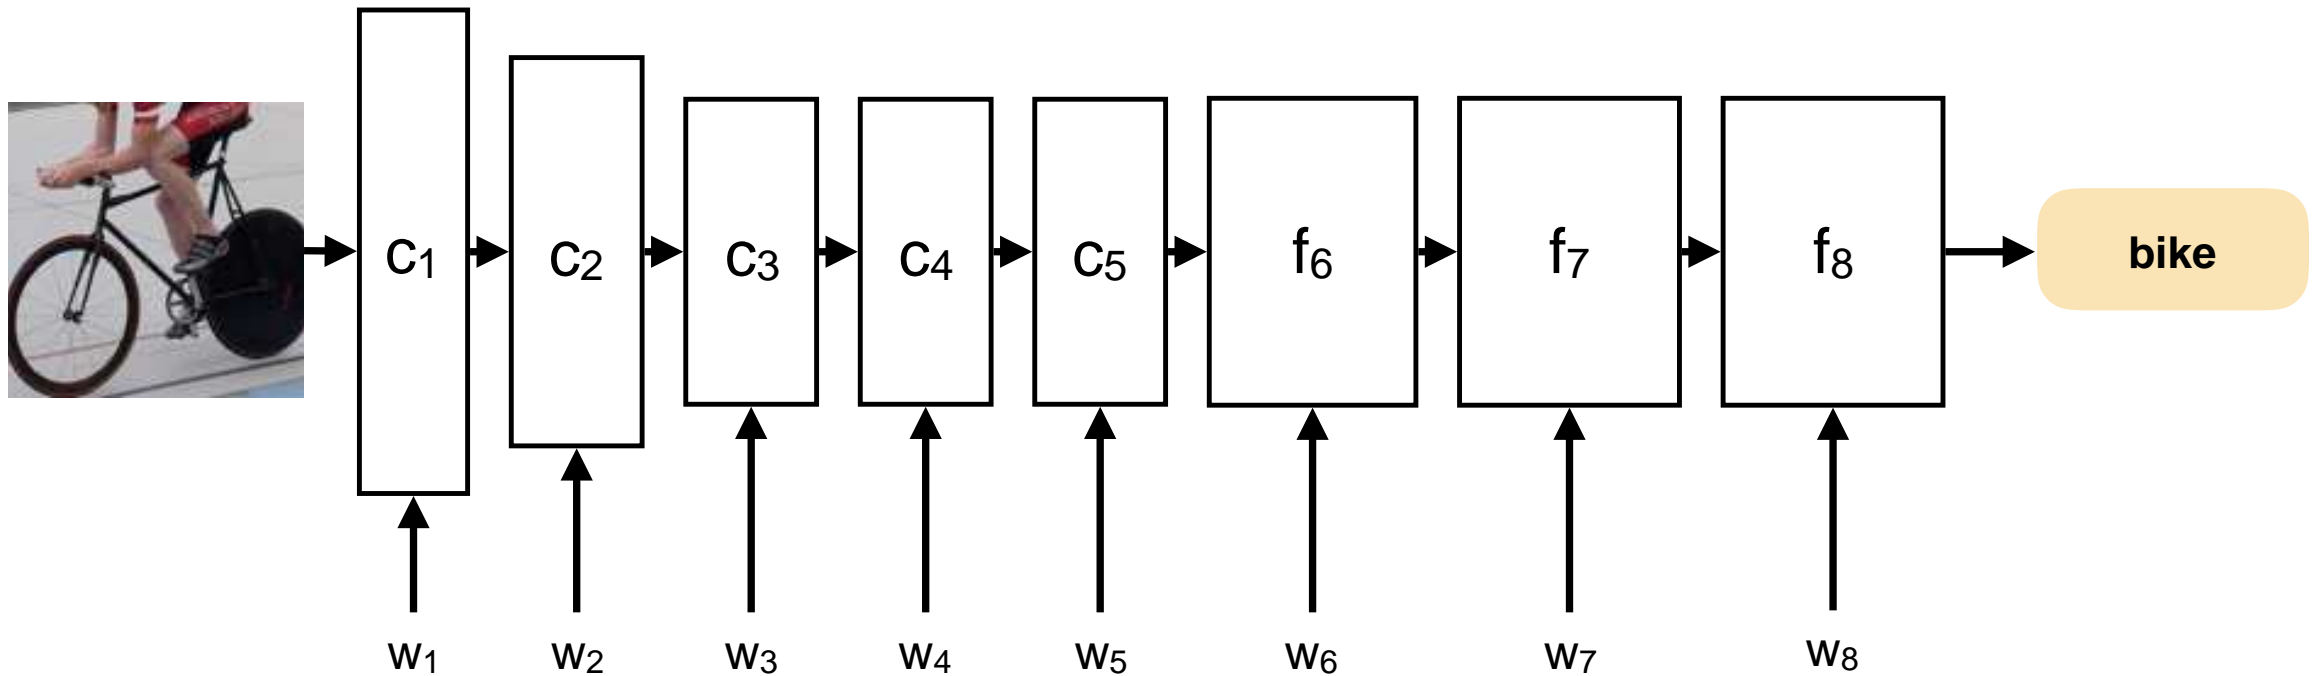 c₁ c₂ c₃ c₄ c₅ f₆ f₇ f₈ bike
w₁ w₂ w₃ w₄ w₅ w₆ w₇ w₈